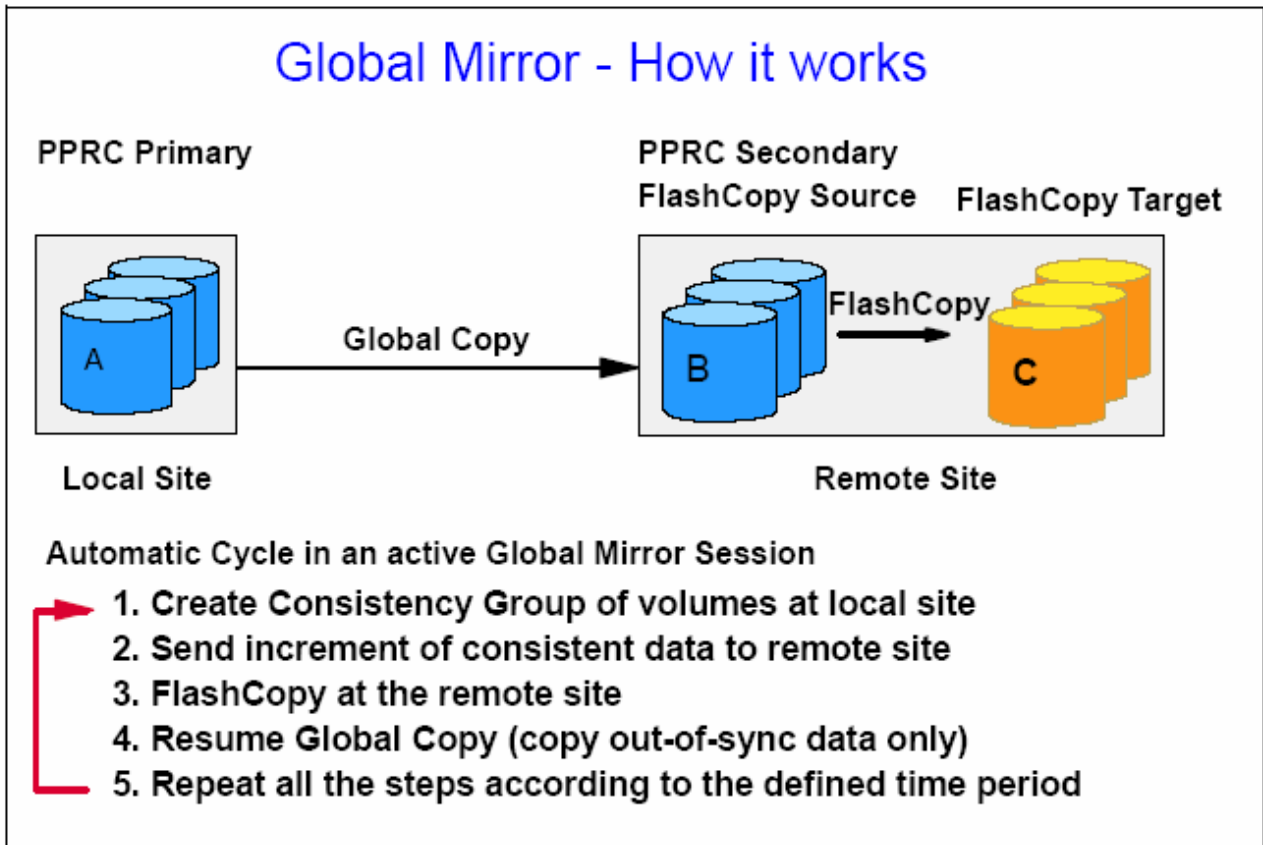 Global Mirror - How it works
PPRC Primary
PPRC Secondary
FlashCopy Source
FlashCopy Target
A
Global Copy
B
FlashCopy
C
Local Site
Remote Site
Automatic Cycle in an active Global Mirror Session
1. Create Consistency Group of volumes at local site
2. Send increment of consistent data to remote site
3. FlashCopy at the remote site
4. Resume Global Copy (copy out-of-sync data only)
5. Repeat all the steps according to the defined time period